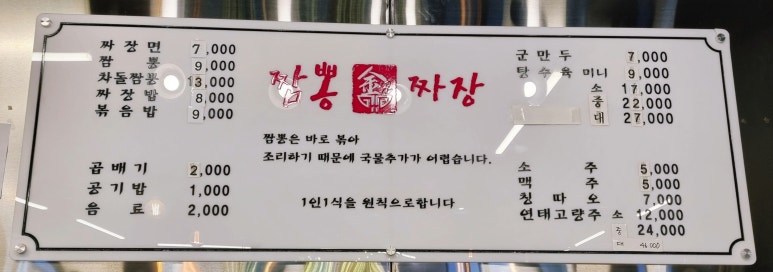 짜장면 7,000
짬뽕 9,000
차돌짬뽕 13,000
짜장밥 8,000
볶음밥 9,000
곱배기 2,000
공기밥 1,000
음료 2,000
짬뽕 金 짜장
짬뽕은 바로 볶아
조리하기 때문에 국물추가가 어렵습니다.
1인1식을 원칙으로합니다
군만두 7,000
탕수육 미니 9,000
소 17,000
중 22,000
대 27,000
소주 5,000
맥주 5,000
칭따오 7,000
연태고량주 소 12,000
중 24,000
대 46,000